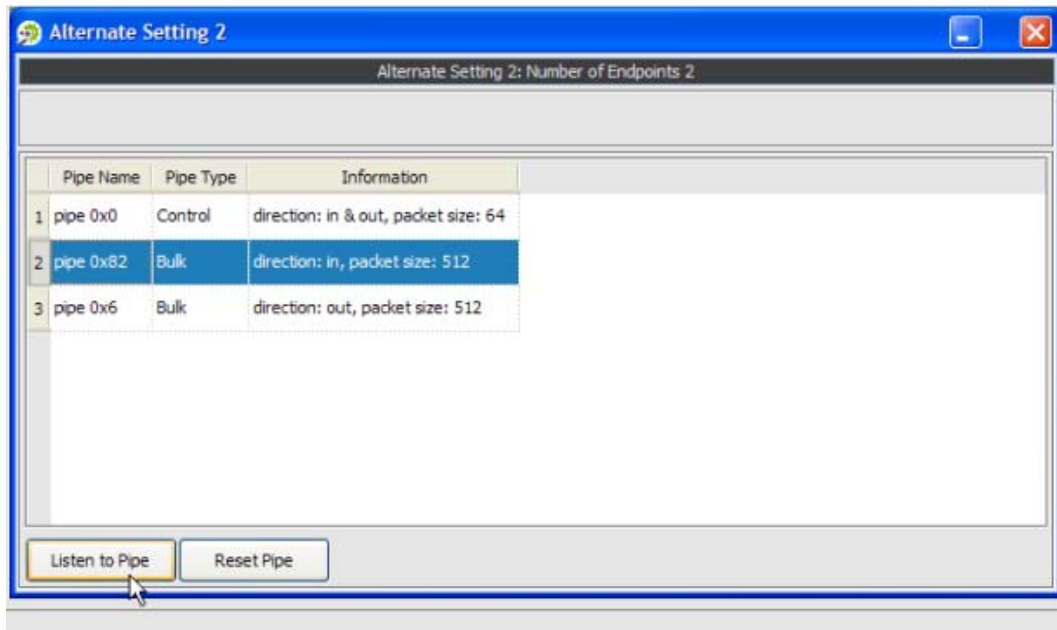 Alternate Setting 2
Alternate Setting 2: Number of Endpoints 2
Pipe Name Pipe Type Information
1 pipe 0x0 Control direction: in & out, packet size: 64
2 pipe 0x82 Bulk direction: in, packet size: 512
3 pipe 0x6 Bulk direction: out, packet size: 512
Listen to Pipe Reset Pipe